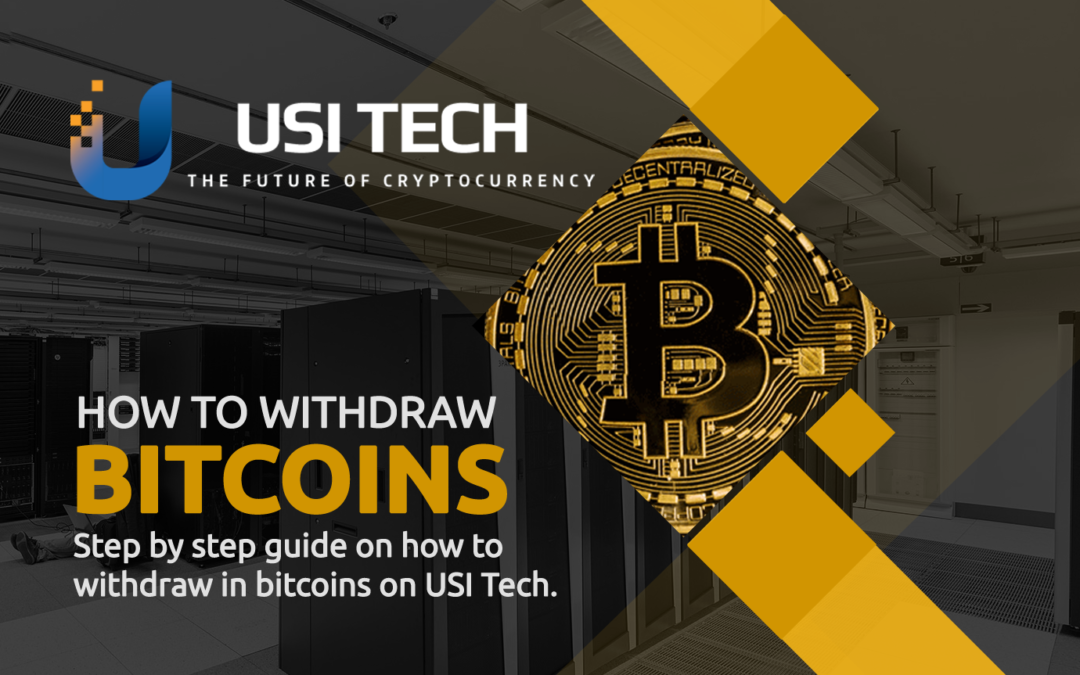 USI TECH
THE FUTURE OF CRYPTOCURRENCY
DECENTRALIZED
HOW TO WITHDRAW
BITCOINS
Step by step guide on how to
withdraw in bitcoins on USI Tech.